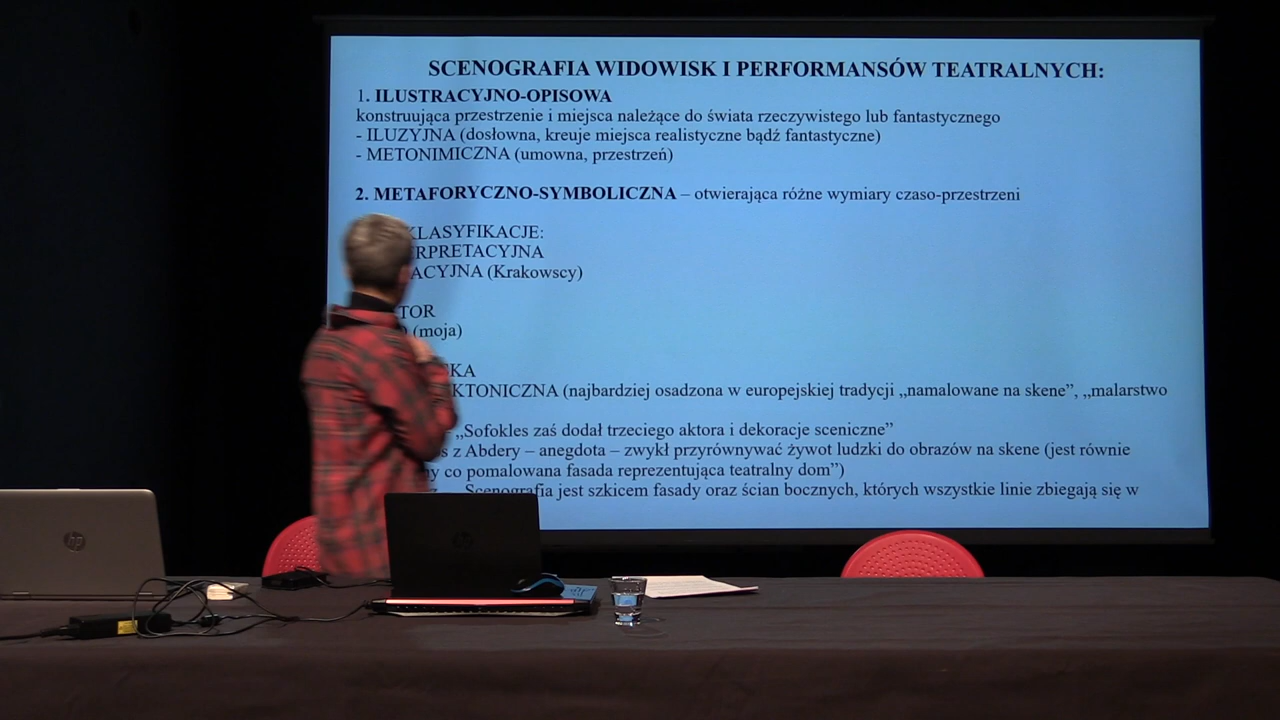 SCENOGRAFIA WIDOWISK I PERFORMANSÓW TEATRALNYCH:
1. ILUSTRACYJNO-OPISOWA
konstruująca przestrzenie i miejsca należące do świata rzeczywistego lub fantastycznego
- ILUZYJNA (dosłowna, kreuje miejsca realistyczne bądź fantastyczne)
- METONIMICZNA (umowna, przestrzeń)
2. METAFORYCZNO-SYMBOLICZNA – otwierająca różne wymiary czaso-przestrzeni
KLASYFIKACJE:
ERPRETACYJNA
ACYJNA (Krakowscy)
TOR
(moja)
KA
KTONICZNA (najbardziej osadzona w europejskiej tradycji „namalowane na skene”, „malarstwo
„Sofokles zaś dodał trzeciego aktora i dekoracje sceniczne”
s z Abdery – anegdota – zwykł przyrównywać żywot ludzki do obrazów na skene (jest równie
ny co pomalowana fasada reprezentująca teatralny dom”)
Scenografia jest szkicem fasady oraz ścian bocznych, których wszystkie linie zbiegają się w
hp